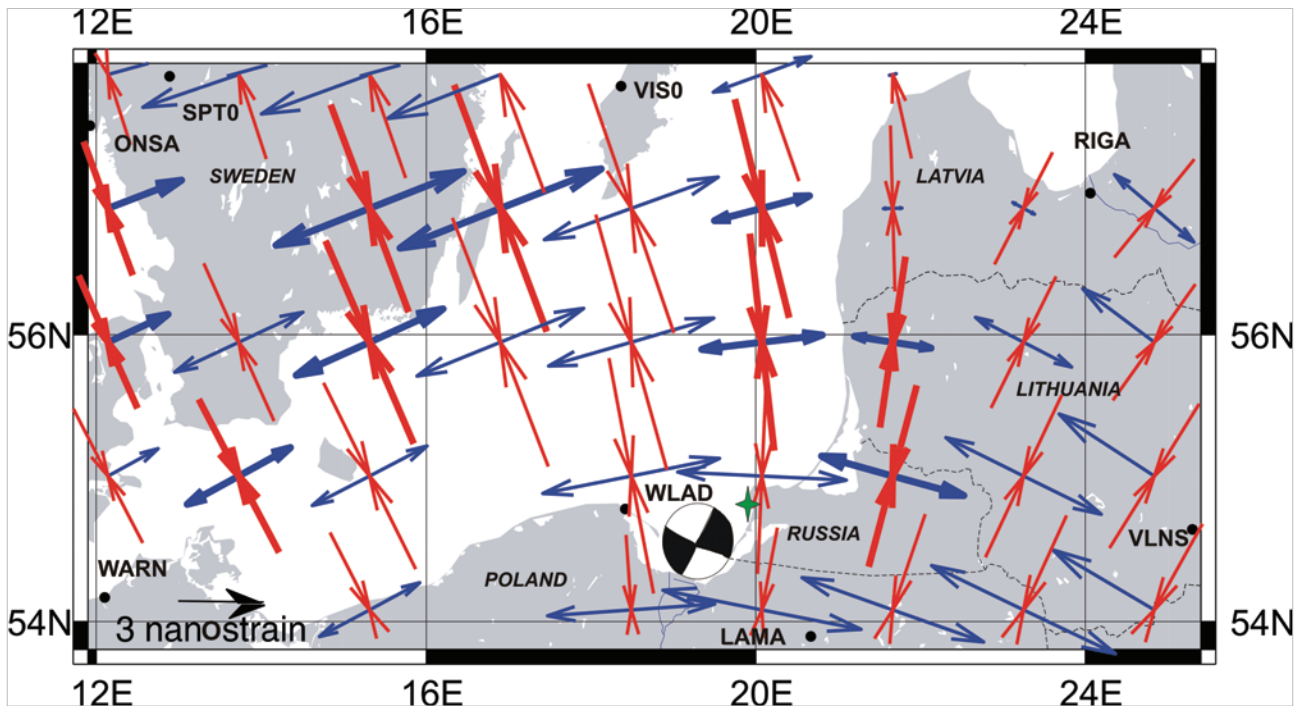 12E 16E 20E 24E
SPT0
VIS0
ONSA
RIGA
SWEDEN
LATVIA
56N 56N
LITHUANIA
WLAD
RUSSIA
VLNS
WARN
POLAND
54N 54N
3 nanostrain
LAMA
12E 16E 20E 24E